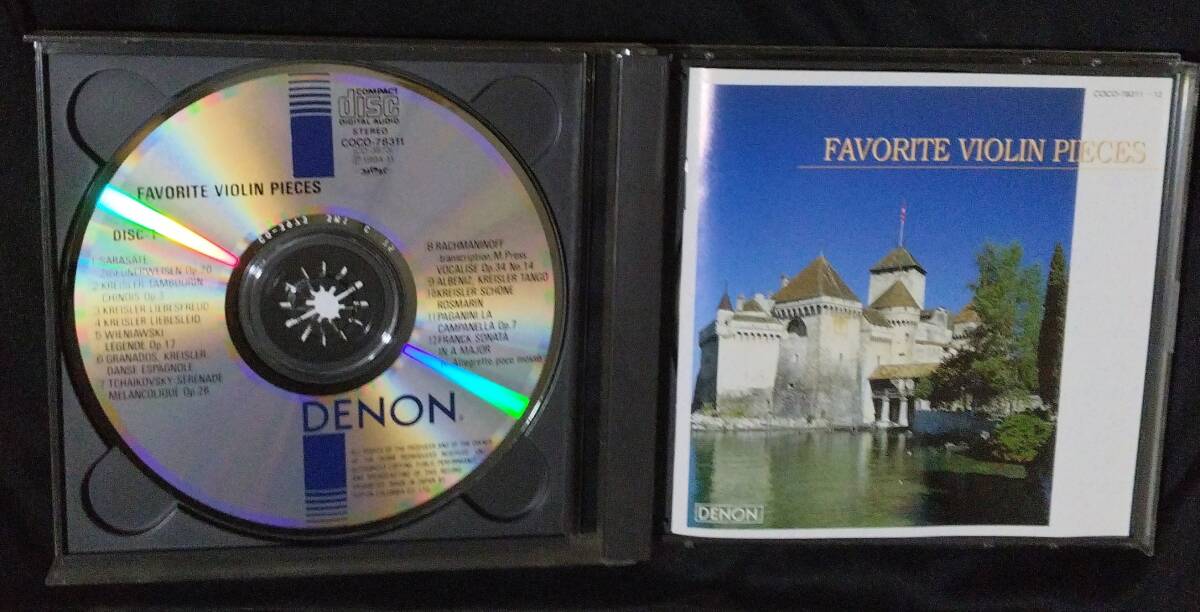 COMPACT
disc
DIGITAL AUDIO
STEREO
COCO-78311
FAVORITE VIOLIN PIECES
DISC-1
1 SARASATE
ZIGEUNERWEISEN Op.20
2 KREISLER TAMBOURIN
CHINOIS Op.3
3 KREISLER LIEBESFREUD
4 KREISLER LIEBESLEID
5 WIENIAWSKI
LEGENDE Op.17
6 GRANADOS, KREISLER
DANSE ESPAGNOLE
7 TCHAIKOVSKY SERENADE
MELANCOLIQUE Op.26
8 RACHMANINOFF
transcription, M.Press
VOCALISE Op.34 No.14
9 ALBENIZ, KREISLER TANGO
10 KREISLER SCHÖNE
ROSMARIN
11 PAGANINI LA
CAMPANELLA Op.7
12 FRANCK SONATA
IN A MAJOR
Allegretto poco mosso
DENON
COCO-78311-12
FAVORITE VIOLIN PIECES
DENON